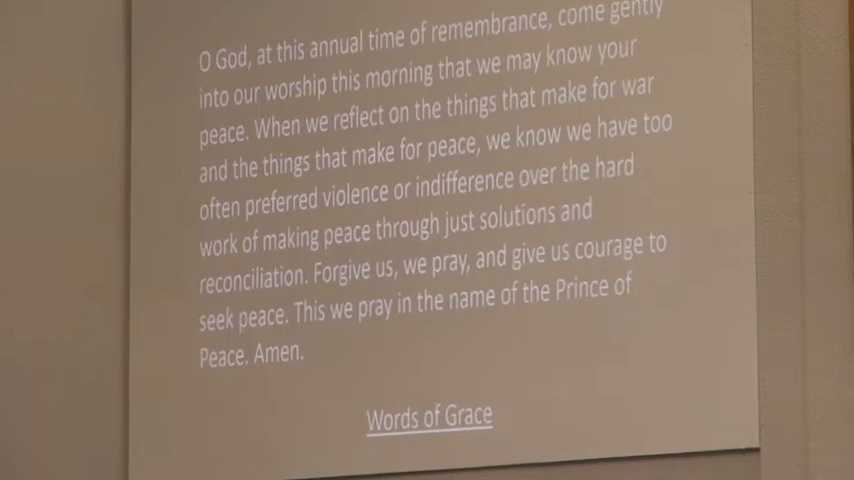 O God, at this annual time of remembrance, come gently
into our worship this morning that we may know your
peace. When we reflect on the things that make for war
and the things that make for peace, we know we have too
often preferred violence or indifference over the hard
work of making peace through just solutions and
reconciliation. Forgive us, we pray, and give us courage to
seek peace. This we pray in the name of the Prince of
Peace. Amen.
Words of Grace